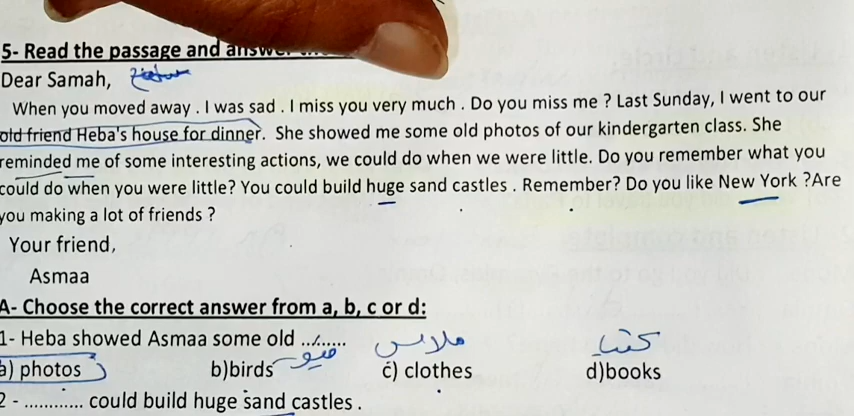 5- Read the passage and answer
Dear Samah,
When you moved away . I was sad . I miss you very much . Do you miss me ? Last Sunday, I went to our
old friend Heba's house for dinner. She showed me some old photos of our kindergarten class. She
reminded me of some interesting actions, we could do when we were little. Do you remember what you
could do when you were little? You could build huge sand castles . Remember? Do you like New York ?Are
you making a lot of friends ?
Your friend,
Asmaa
A- Choose the correct answer from a, b, c or d:
1- Heba showed Asmaa some old .........
ملابس
a) photos b)birds c) clothes d)books
2 - ............ could build huge sand castles .